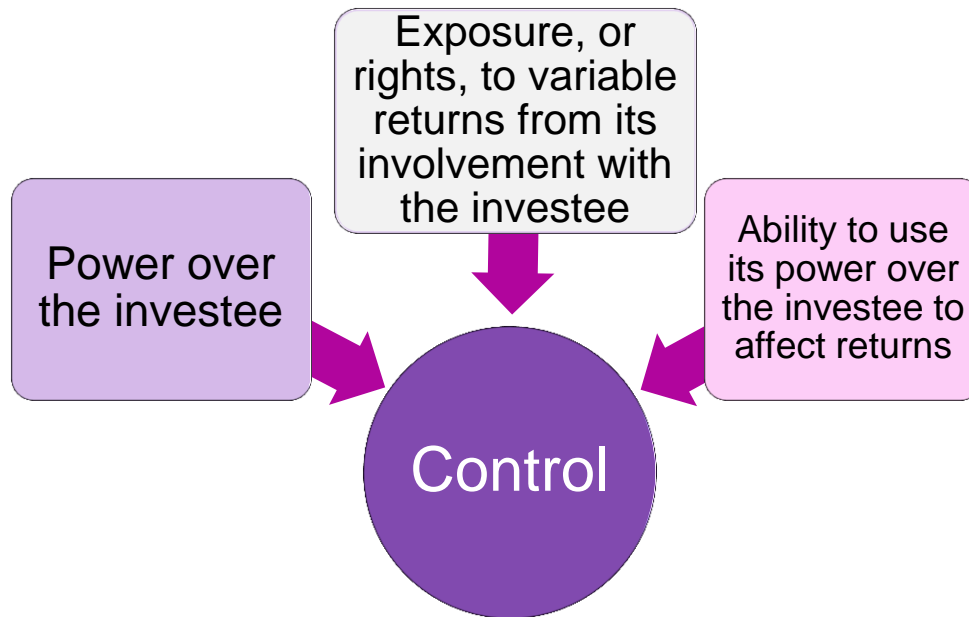 Exposure, or
rights, to variable
returns from its
involvement with
the investee
Power over
the investee
Ability to use
its power over
the investee to
affect returns
Control